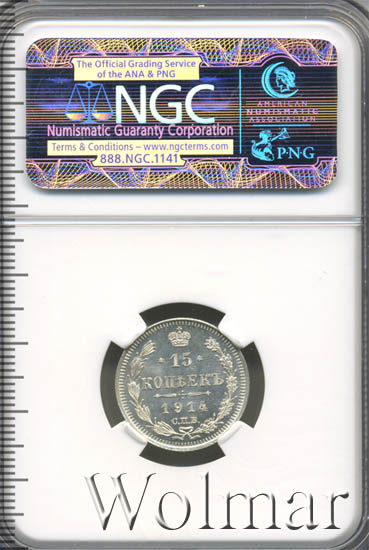 The Official Grading Service
of the ANA & PNG
NGC
Numismatic Guaranty Corporation
Terms & Conditions – www.ngcterms.com
888.NGC.1141
AMERICAN
NUMISMATIC
ASSOCIATION
P·N·G
15
КОПѢЕКЪ
1914
С.П.Б
Wolmar